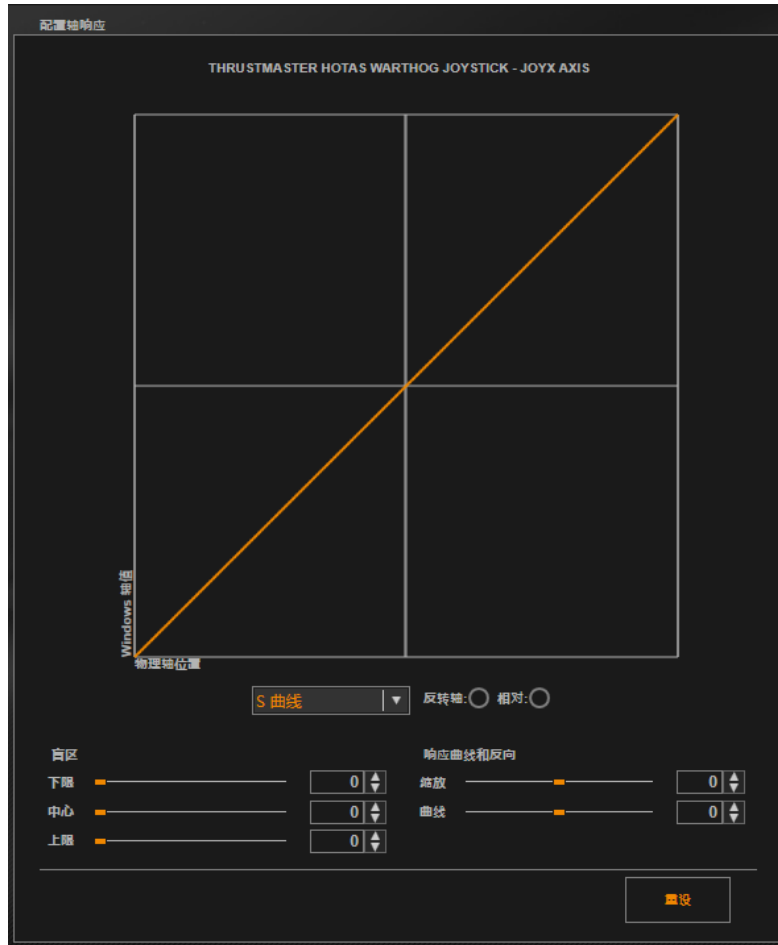 配置轴响应
THRUSTMASTER HOTAS WARTHOG JOYSTICK - JOYX AXIS
Windows 轴值
物理轴位置
S 曲线 反转轴: 相对:
盲区 响应曲线和反向
下限 0 缩放 0
中心 0 曲线 0
上限 0
重设